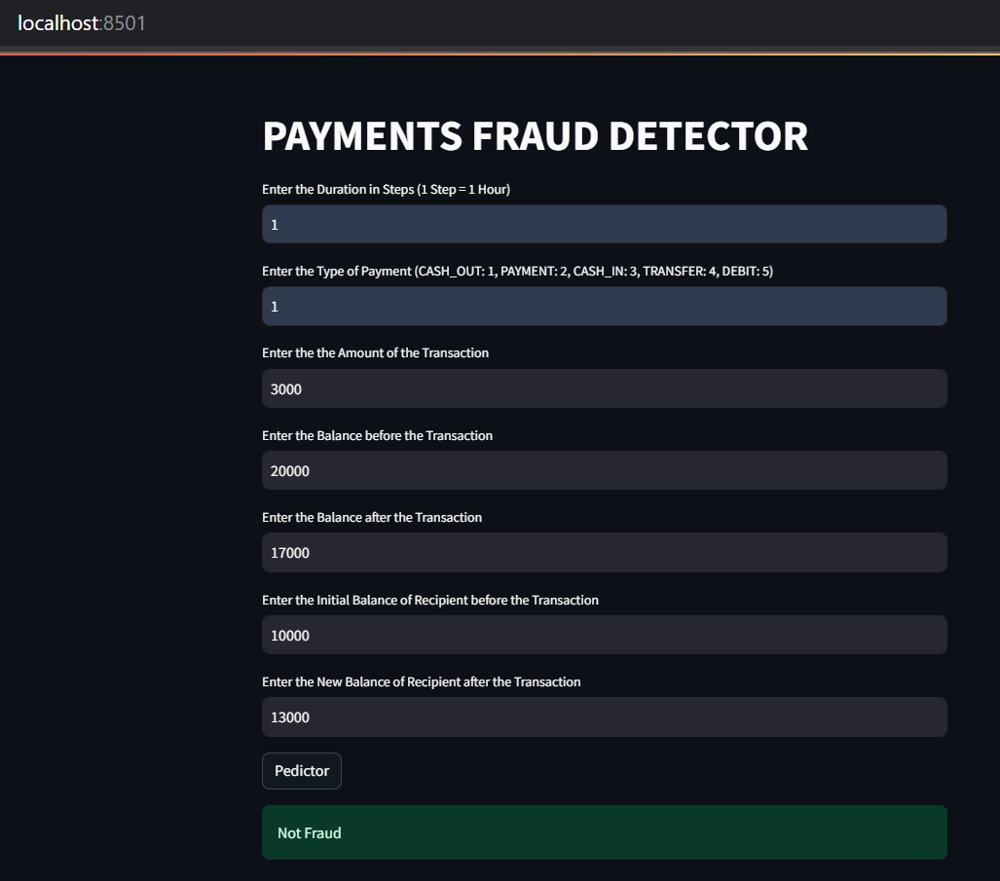 localhost:8501
PAYMENTS FRAUD DETECTOR
Enter the Duration in Steps (1 Step = 1 Hour)
1
Enter the Type of Payment (CASH_OUT: 1, PAYMENT: 2, CASH_IN: 3, TRANSFER: 4, DEBIT: 5)
1
Enter the the Amount of the Transaction
3000
Enter the Balance before the Transaction
20000
Enter the Balance after the Transaction
17000
Enter the Initial Balance of Recipient before the Transaction
10000
Enter the New Balance of Recipient after the Transaction
13000
Pedictor
Not Fraud